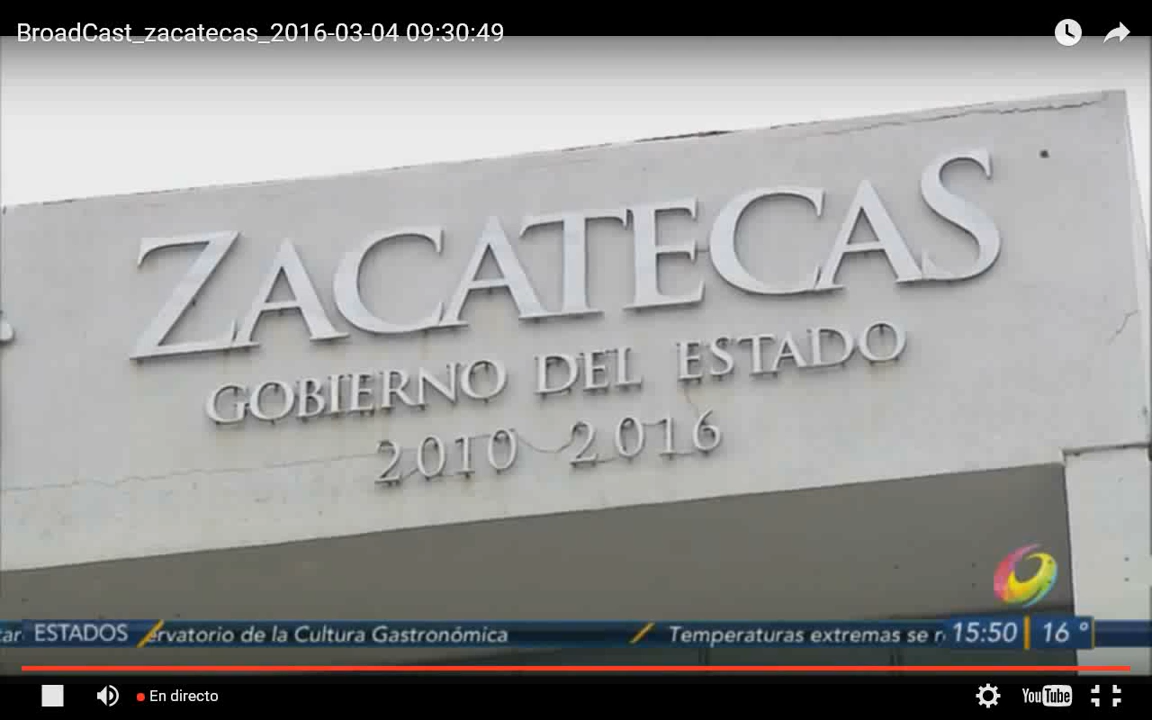 BroadCast_zacatecas_2016-03-04 09:30:49
ZACATECAS
GOBIERNO DEL ESTADO
2010 2016
ESTADOS
de la Cultura Gastronómica
Temperaturas extremas se
15:50 16°
En directo
YouTube